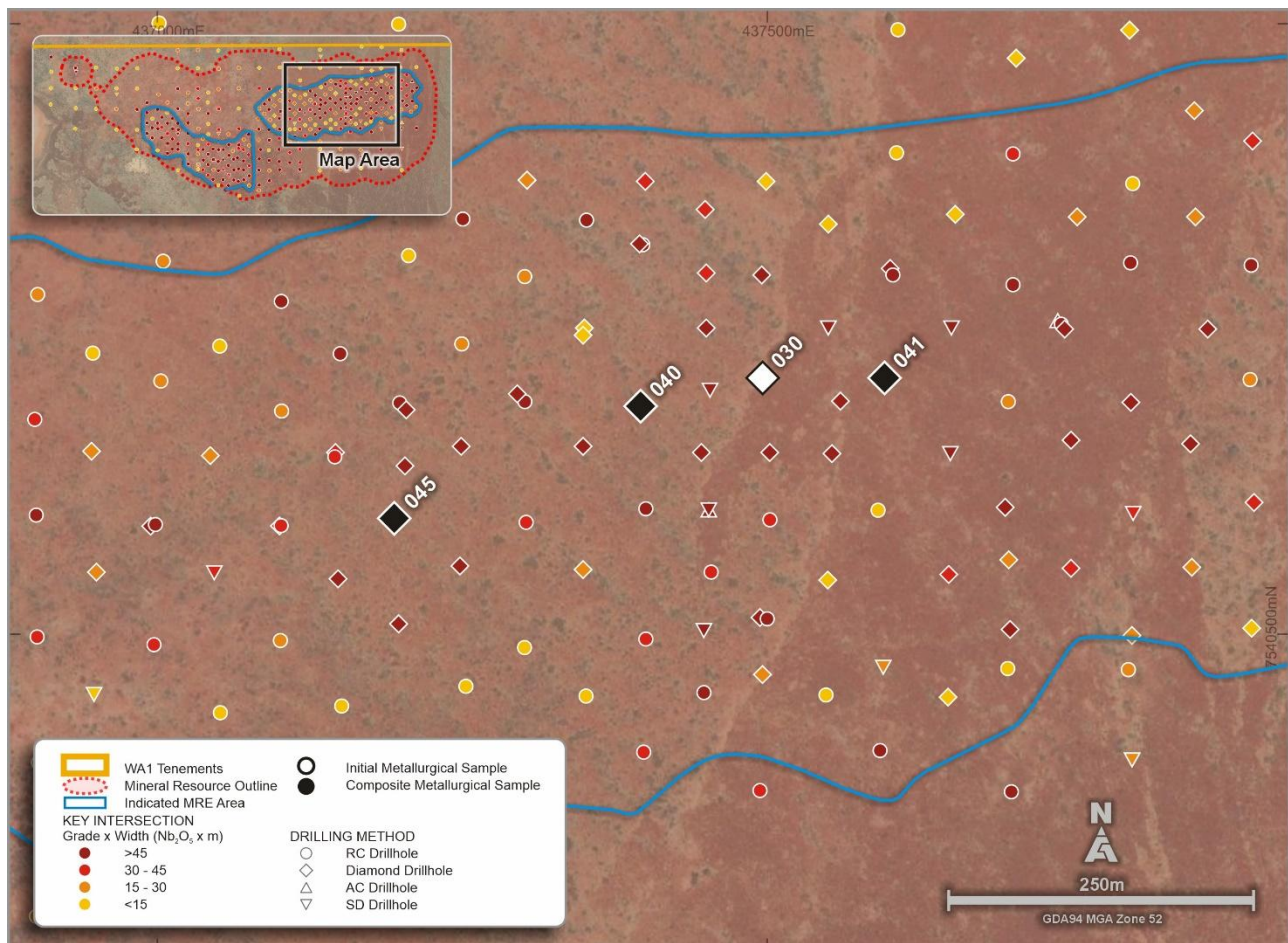 437000mE
437500mE
Map Area
030
041
040
045
7540500mN
WA1 Tenements
Mineral Resource Outline
Indicated MRE Area
KEY INTERSECTION
Grade x Width (Nb₂O₅ x m)
>45
30 - 45
15 - 30
<15
Initial Metallurgical Sample
Composite Metallurgical Sample
DRILLING METHOD
RC Drillhole
Diamond Drillhole
AC Drillhole
SD Drillhole
N
250m
GDA94 MGA Zone 52